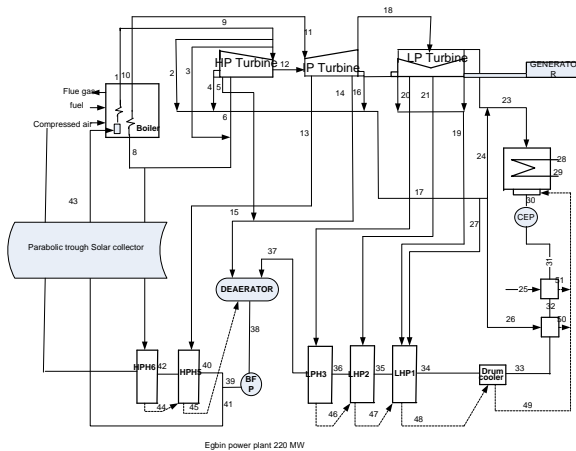 18
9
11
10
1
2
3
HP Turbine
12
IP Turbine
LP Turbine
GENERATO
R
4
5
6
14
16
20
21
Flue gas
fuel
Compressed air
Boiler
8
13
19
23
24
28
29
30
CEP
43
15
17
27
31
Parabolic trough Solar collector
37
DEAERATOR
25
51
32
26
50
38
HPH6
42
HPH5
40
39
BF
P
41
44
45
LPH3
36
LHP2
35
LHP1
34
Drum
cooler
33
46
47
48
49
Egbin power plant 220 MW